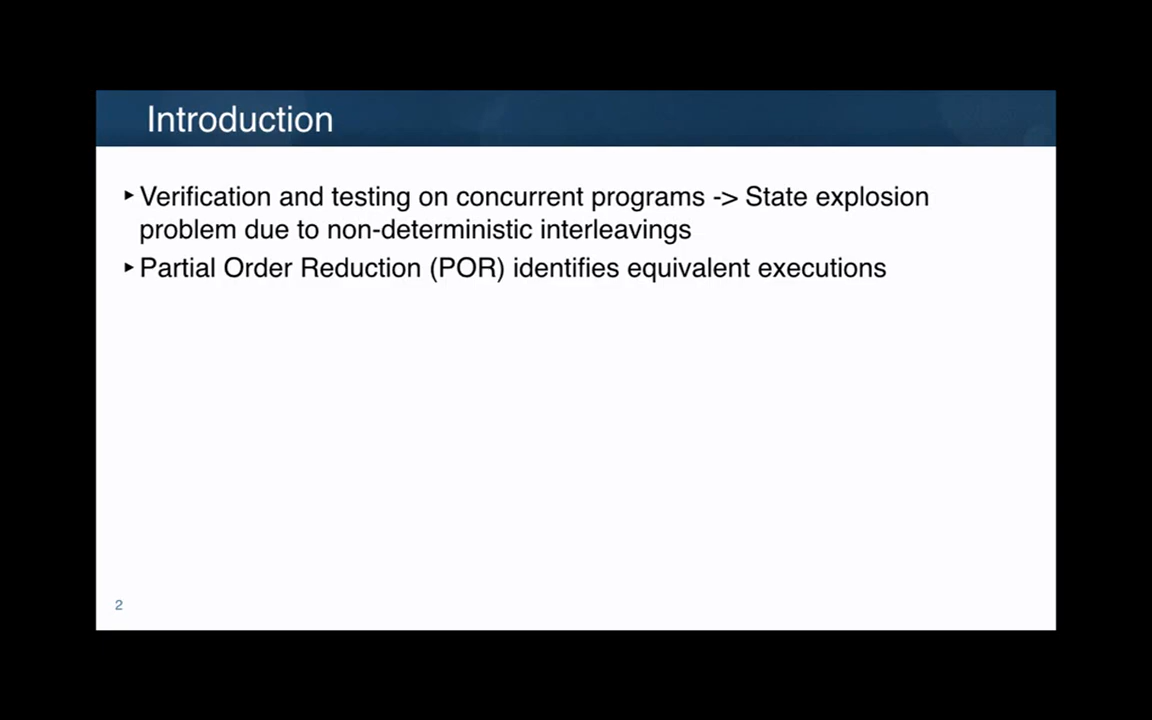 Introduction
‣ Verification and testing on concurrent programs -> State explosion
problem due to non-deterministic interleavings
‣ Partial Order Reduction (POR) identifies equivalent executions
2